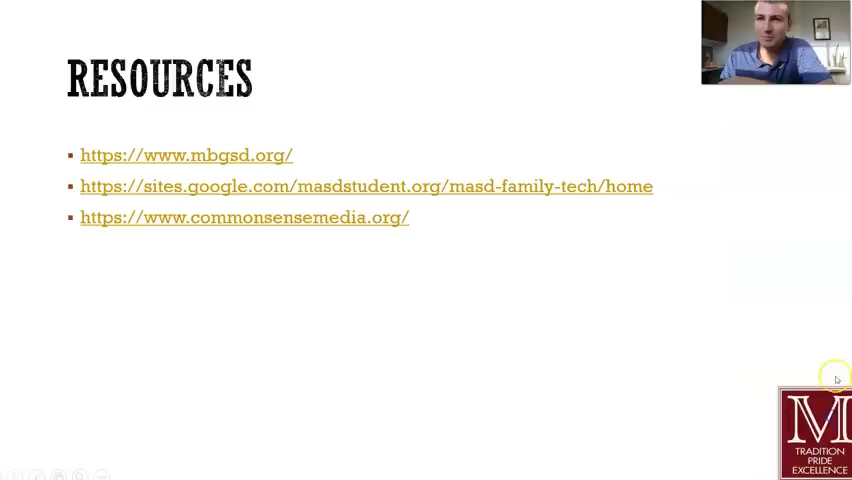 RESOURCES
https://www.mbgsd.org/
https://sites.google.com/masdstudent.org/masd-family-tech/home
https://www.commonsensemedia.org/
M
TRADITION
PRIDE
EXCELLENCE